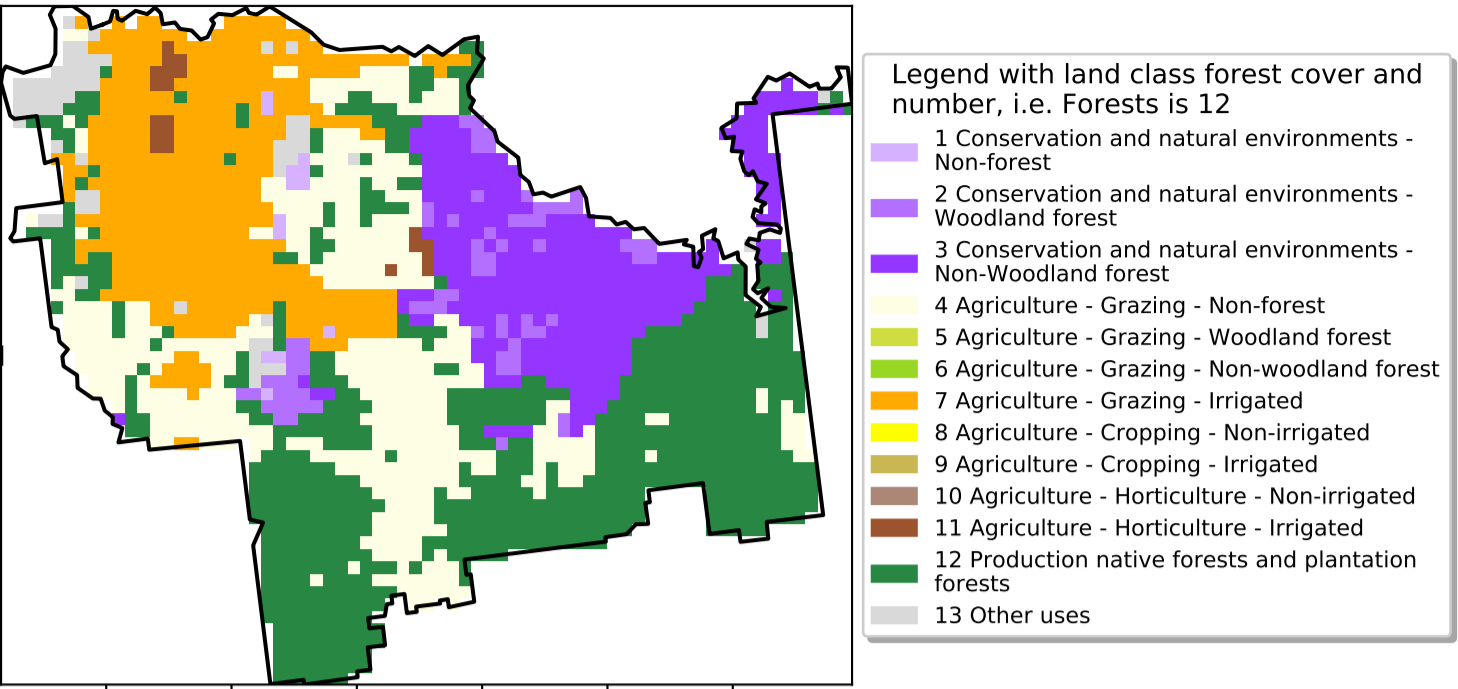 Legend with land class forest cover and
number, i.e. Forests is 12
1 Conservation and natural environments -
Non-forest
2 Conservation and natural environments -
Woodland forest
3 Conservation and natural environments -
Non-Woodland forest
4 Agriculture - Grazing - Non-forest
5 Agriculture - Grazing - Woodland forest
6 Agriculture - Grazing - Non-woodland forest
7 Agriculture - Grazing - Irrigated
8 Agriculture - Cropping - Non-irrigated
9 Agriculture - Cropping - Irrigated
10 Agriculture - Horticulture - Non-irrigated
11 Agriculture - Horticulture - Irrigated
12 Production native forests and plantation
forests
13 Other uses